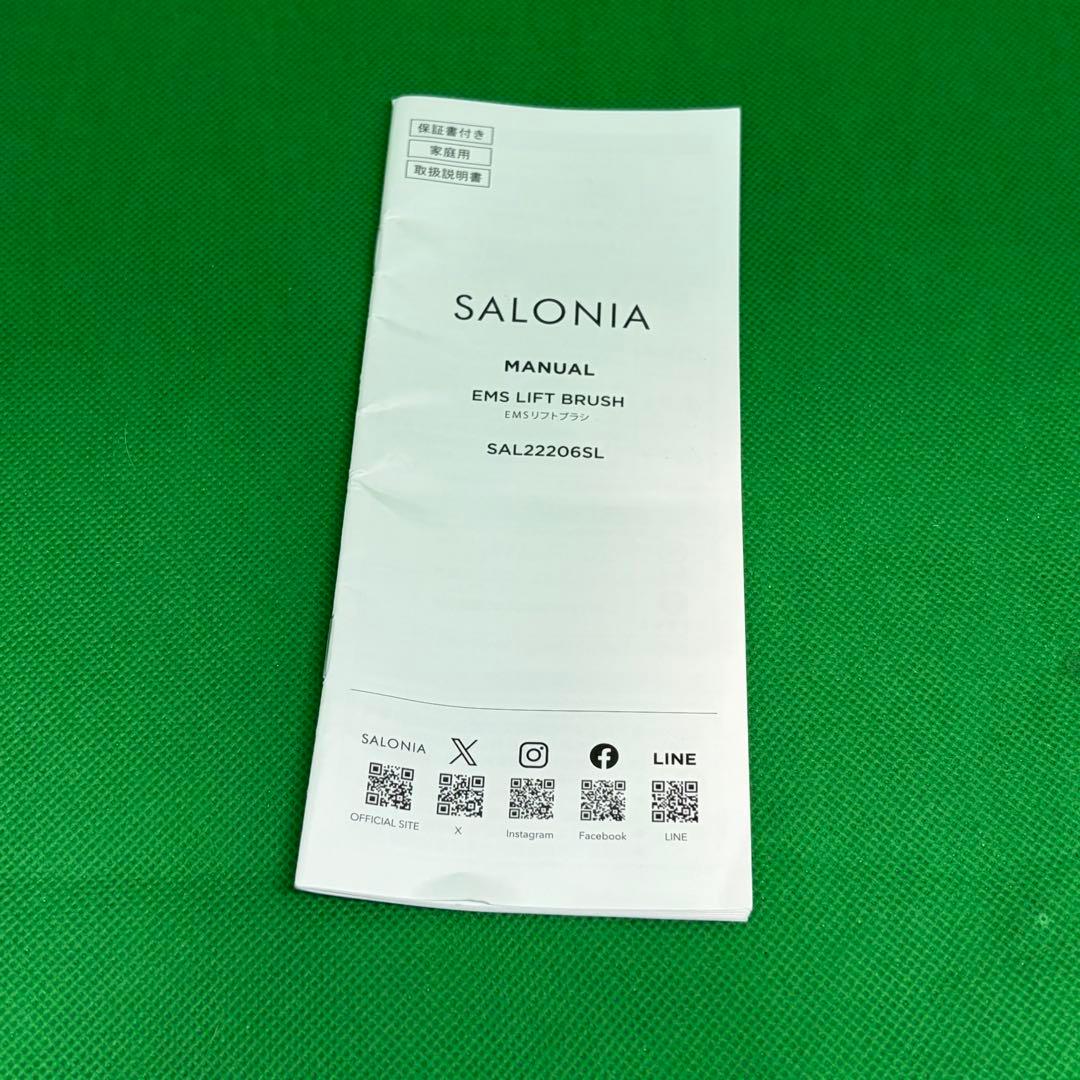 保証書付き
家庭用
取扱説明書
SALONIA
MANUAL
EMS LIFT BRUSH
EMSリフトブラシ
SAL22206SL
SALONIA
OFFICIAL SITE
X
Instagram
f
Facebook
LINE
LINE